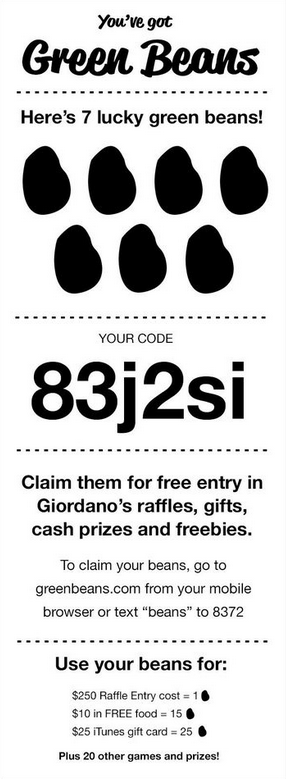 You've got
Green Beans
Here's 7 lucky green beans!
YOUR CODE
83j2si
Claim them for free entry in
Giordano's raffles, gifts,
cash prizes and freebies.
To claim your beans, go to
greenbeans.com from your mobile
browser or text “beans” to 8372
Use your beans for:
$250 Raffle Entry cost = 1
$10 in FREE food = 15
$25 iTunes gift card = 25
Plus 20 other games and prizes!